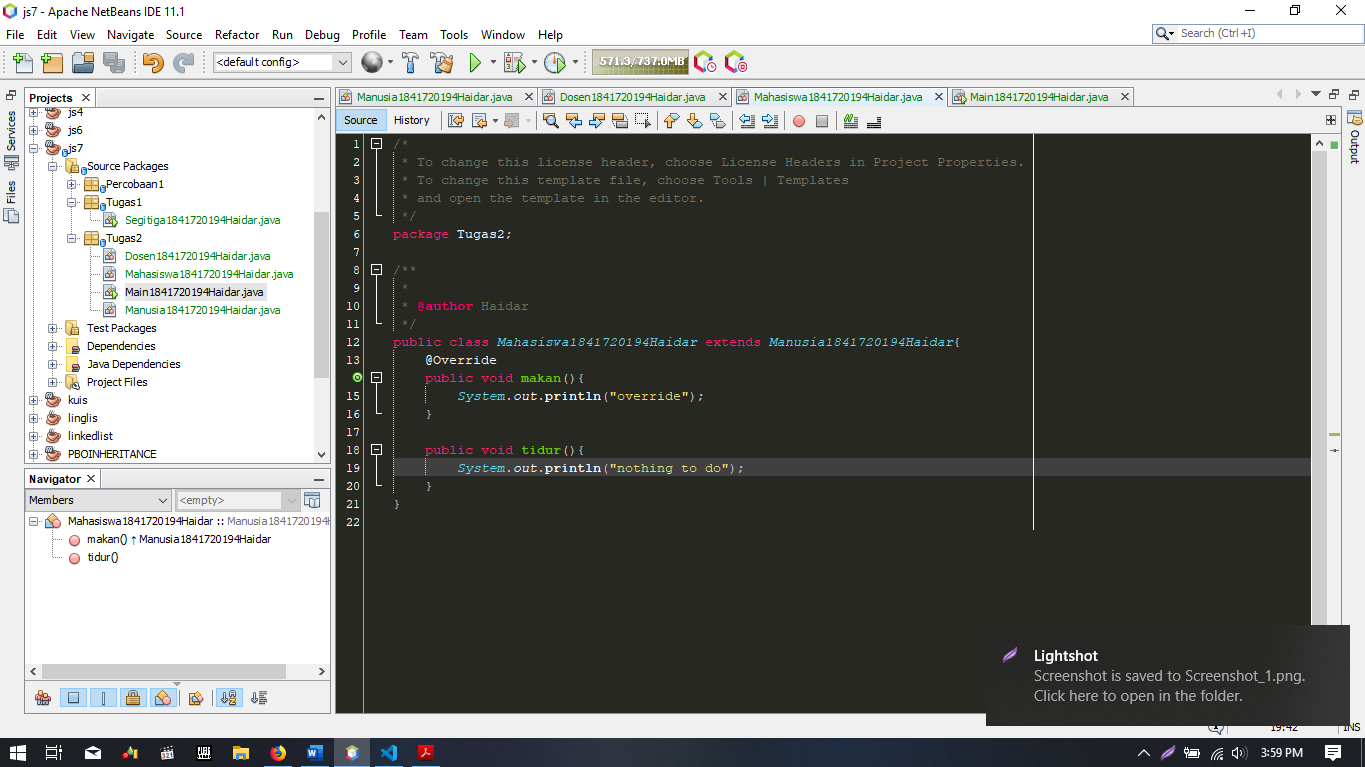 js7 - Apache NetBeans IDE 11.1
File Edit View Navigate Source Refactor Run Debug Profile Team Tools Window Help
Search (Ctrl+I)
<default config>
571.3/737.0MB
Services
Files
Projects
js4
js6
js7
Source Packages
Percobaan1
Tugas1
Segitiga1841720194Haidar.java
Tugas2
Dosen1841720194Haidar.java
Mahasiswa1841720194Haidar.java
Main1841720194Haidar.java
Manusia1841720194Haidar.java
Test Packages
Dependencies
Java Dependencies
Project Files
kuis
linglis
linkedlist
PBOINHERITANCE
Navigator
Members
<empty>
Mahasiswa1841720194Haidar :: Manusia1841720194H
makan() ↑ Manusia1841720194Haidar
tidur()
Manusia1841720194Haidar.java Dosen1841720194Haidar.java Mahasiswa1841720194Haidar.java Main1841720194Haidar.java
Source History
Output
1 /*
2 * To change this license header, choose License Headers in Project Properties.
3 * To change this template file, choose Tools | Templates
4 * and open the template in the editor.
5 */
6 package Tugas2;
7
8 /**
9 *
10 * @author Haidar
11 */
12 public class Mahasiswa1841720194Haidar extends Manusia1841720194Haidar{
13 @Override
public void makan(){
15 System.out.println("override");
16 }
17
18 public void tidur(){
19 System.out.println("nothing to do");
20 }
21 }
22
Lightshot
Screenshot is saved to Screenshot_1.png.
Click here to open in the folder.
19:42 INS
3:59 PM